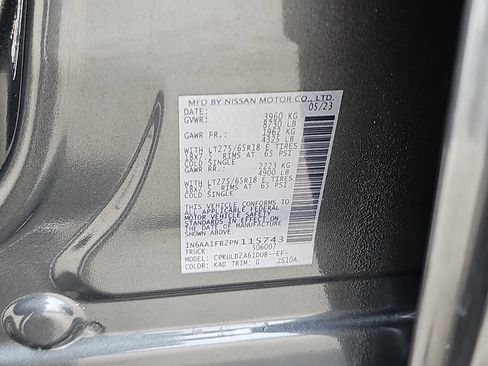 MFD BY NISSAN MOTOR CO., LTD.
DATE: 05/23
GVWR: 3960 KG
8730 LB
GAWR FR.: 1962 KG
4325 LB
WITH LT275/65R18 E TIRES
18X7.5 RIMS AT 65 PSI
COLD SINGLE
GAWR RR.: 2223 KG
4900 LB
WITH LT275/65R18 E TIRES
18X7.5 RIMS AT 65 PSI
COLD SINGLE
THIS VEHICLE CONFORMS TO
ALL APPLICABLE FEDERAL
MOTOR VEHICLE SAFETY
STANDARDS IN EFFECT ON
THE DATE OF MANUFACTURE
SHOWN ABOVE.
1N6AA1FB2PN115743
TRUCK 506007
MODEL: CPKULDZA61DU8--EF-
COLOR: KAD TRIM: G ZS10A